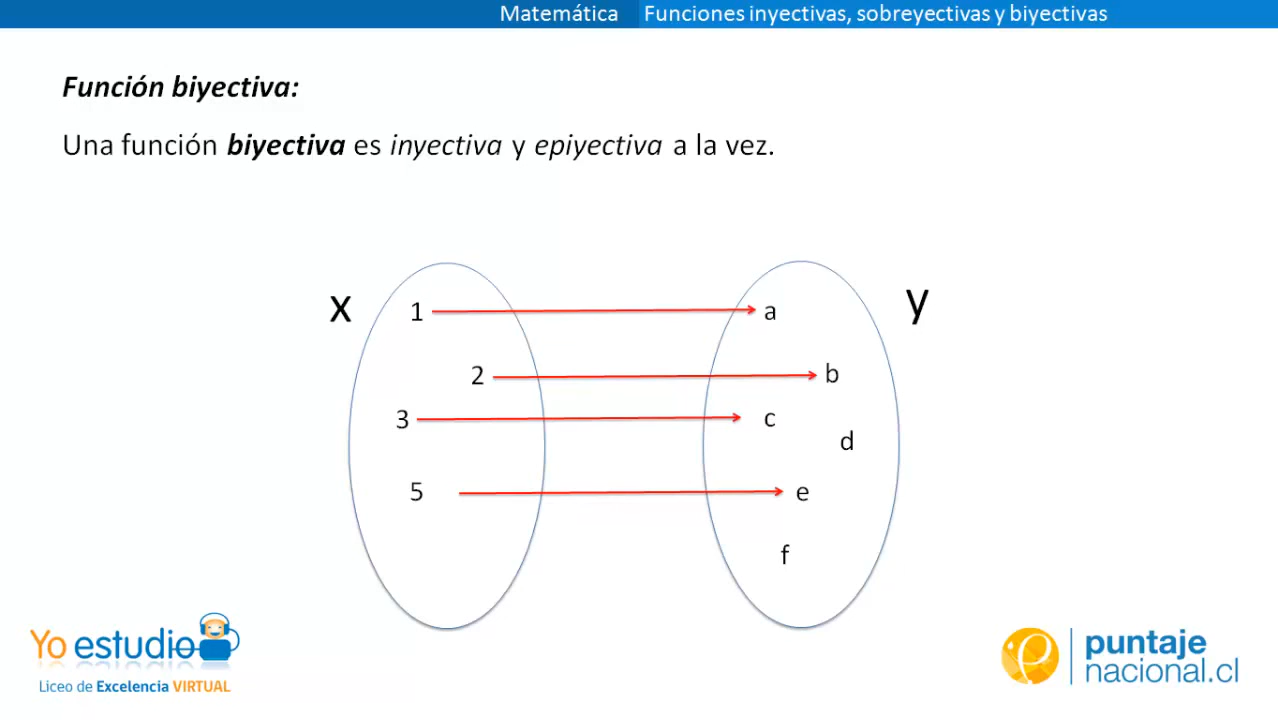 Matemática Funciones inyectivas, sobreyectivas y biyectivas
Función biyectiva:
Una función biyectiva es inyectiva y epiyectiva a la vez.
x y
1 a
2 b
3 c
d
5 e
f
Yo estudio
Liceo de Excelencia VIRTUAL
puntaje
nacional.cl